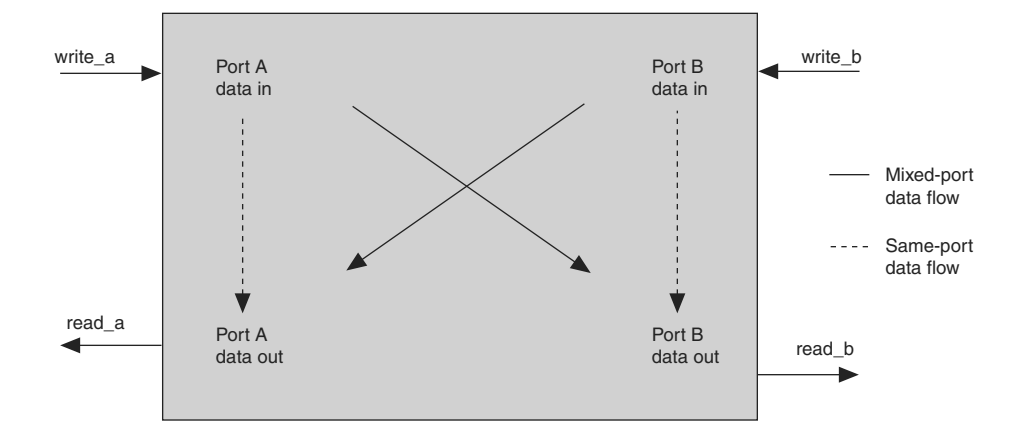 write_a
Port A
data in
Port B
data in
write_b
Mixed-port
data flow
Same-port
data flow
read_a
Port A
data out
Port B
data out
read_b